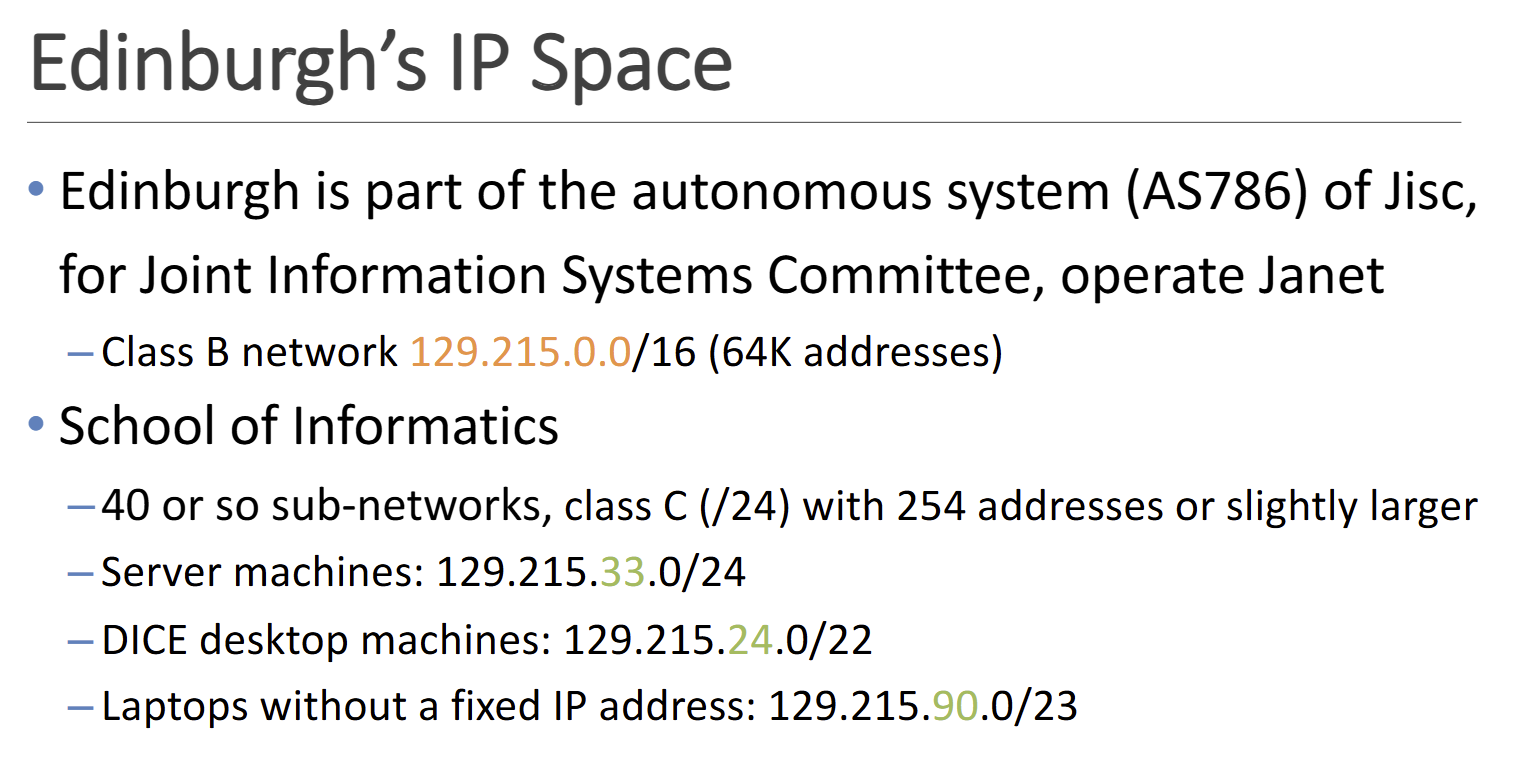 Edinburgh’s IP Space
• Edinburgh is part of the autonomous system (AS786) of Jisc,
for Joint Information Systems Committee, operate Janet
– Class B network 129.215.0.0/16 (64K addresses)
• School of Informatics
– 40 or so sub-networks, class C (/24) with 254 addresses or slightly larger
– Server machines: 129.215.33.0/24
– DICE desktop machines: 129.215.24.0/22
– Laptops without a fixed IP address: 129.215.90.0/23